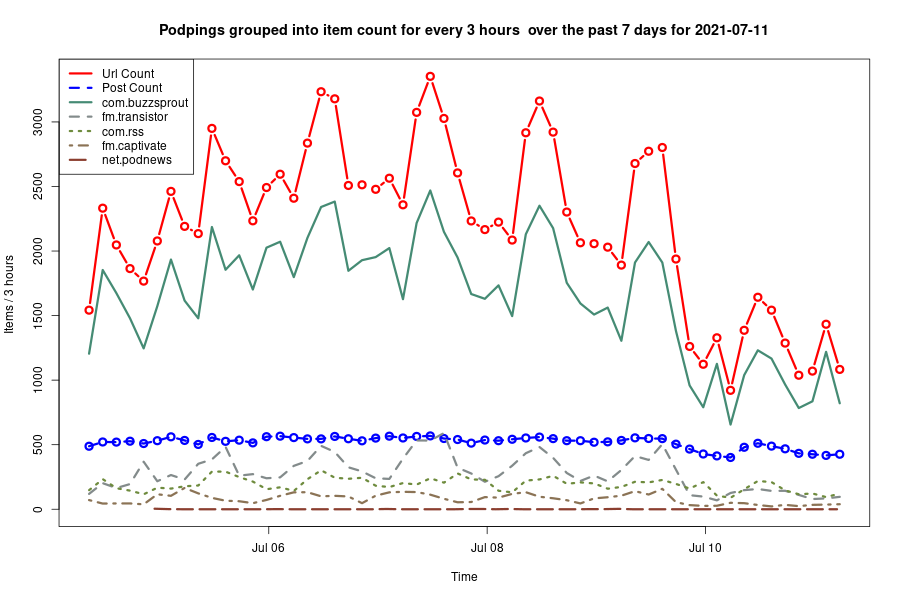 Podpings grouped into item count for every 3 hours  over the past 7 days for 2021-07-11
Url Count
Post Count
com.buzzsprout
fm.transistor
com.rss
fm.captivate
net.podnews
Items / 3 hours
3000
2500
2000
1500
1000
500
0
Jul 06
Jul 08
Jul 10
Time